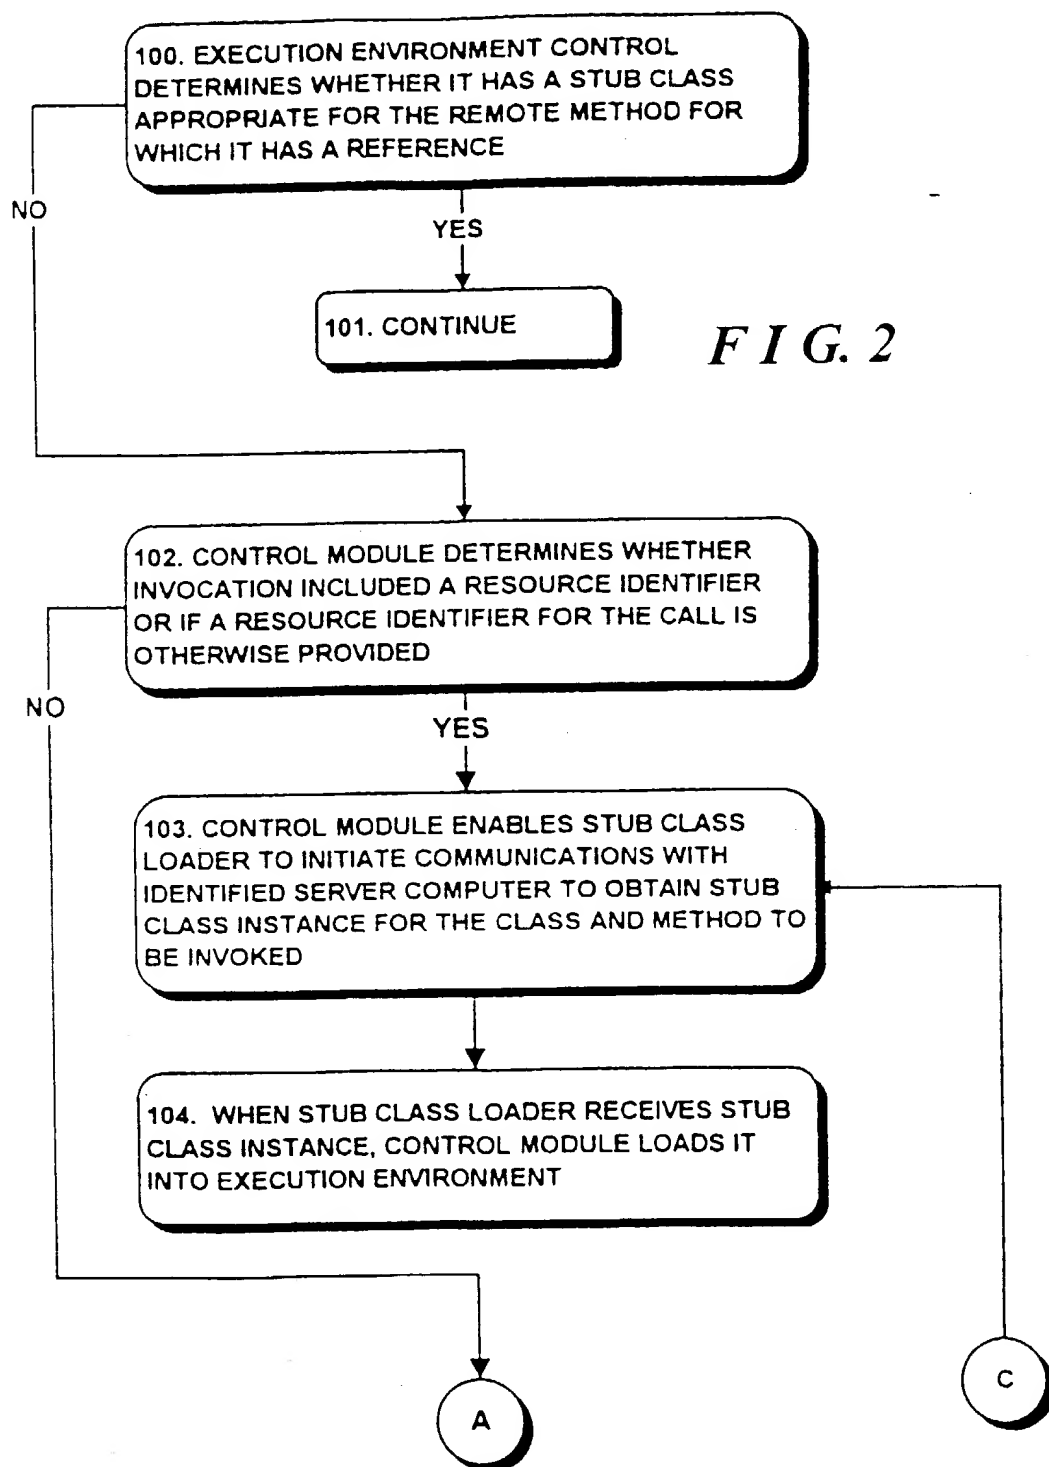 100. EXECUTION ENVIRONMENT CONTROL
DETERMINES WHETHER IT HAS A STUB CLASS
APPROPRIATE FOR THE REMOTE METHOD FOR
WHICH IT HAS A REFERENCE
NO
YES
101. CONTINUE
FIG. 2
102. CONTROL MODULE DETERMINES WHETHER
INVOCATION INCLUDED A RESOURCE IDENTIFIER
OR IF A RESOURCE IDENTIFIER FOR THE CALL IS
OTHERWISE PROVIDED
NO
YES
103. CONTROL MODULE ENABLES STUB CLASS
LOADER TO INITIATE COMMUNICATIONS WITH
IDENTIFIED SERVER COMPUTER TO OBTAIN STUB
CLASS INSTANCE FOR THE CLASS AND METHOD TO
BE INVOKED
104. WHEN STUB CLASS LOADER RECEIVES STUB
CLASS INSTANCE, CONTROL MODULE LOADS IT
INTO EXECUTION ENVIRONMENT
C
A